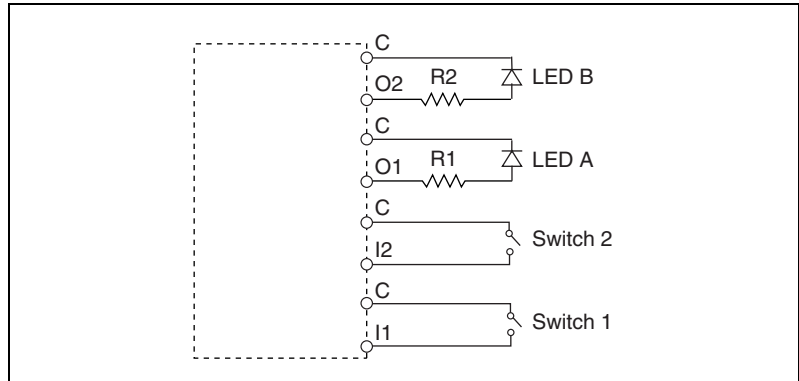 C
O2 R2 LED B
C
O1 R1 LED A
C
I2 Switch 2
C
I1 Switch 1